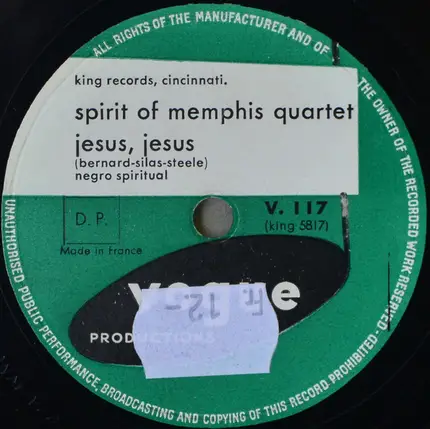 ALL RIGHTS OF THE MANUFACTURER AND OF THE OWNER OF THE RECORDED WORK RESERVED
king records, cincinnati.
spirit of memphis quartet
jesus, jesus
(bernard-silas-steele)
negro spiritual
D. P.
V. 117
(king 5817)
Made in France
Fr. 12.-
PRODUCTIONS
UNAUTHORISED PUBLIC PERFORMANCE, BROADCASTING AND COPYING OF THIS RECORD PROHIBITED-